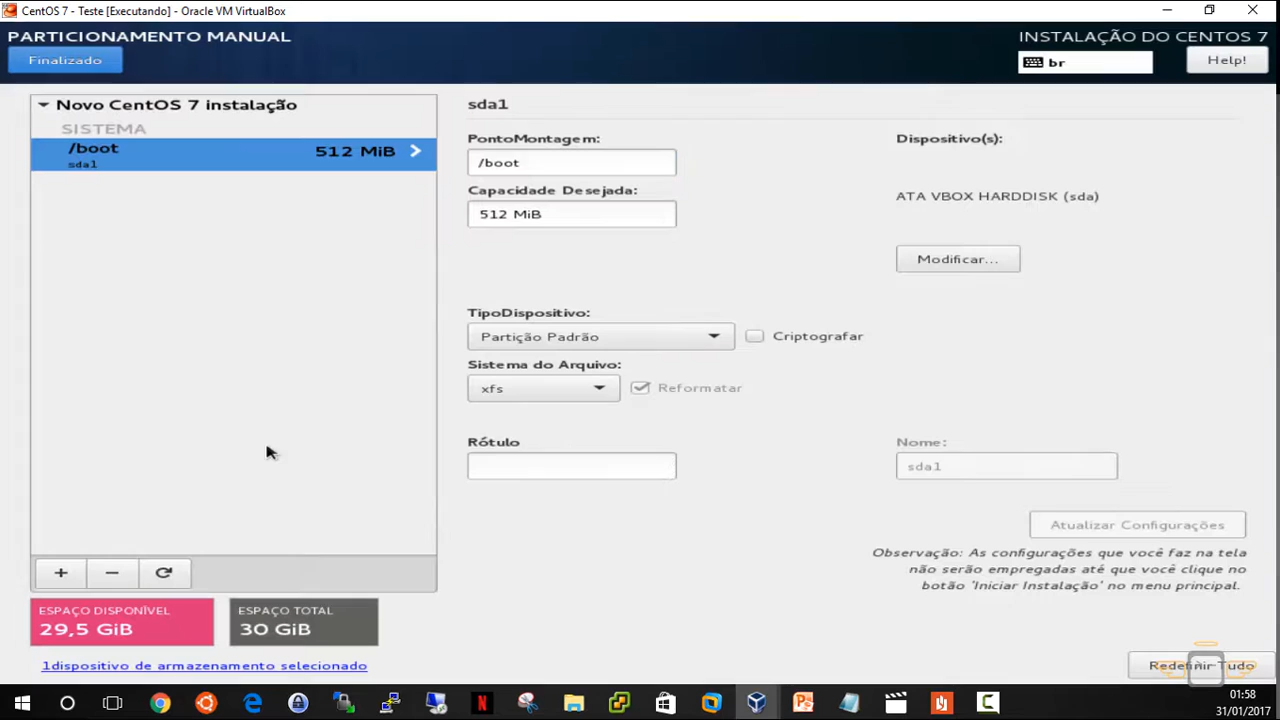 CentOS 7 - Teste [Executando] - Oracle VM VirtualBox
PARTICIONAMENTO MANUAL
INSTALAÇÃO DO CENTOS 7
Finalizado
br
Help!
Novo CentOS 7 instalação
SISTEMA
/boot
512 MiB
sda1
sda1
PontoMontagem:
/boot
Capacidade Desejada:
512 MiB
Dispositivo(s):
ATA VBOX HARDDISK (sda)
Modificar...
TipoDispositivo:
Partição Padrão
Criptografar
Sistema do Arquivo:
xfs
Reformatar
Rótulo
Nome:
sda1
Atualizar Configurações
Observação: As configurações que você faz na tela
não serão empregadas até que você clique no
botão 'Iniciar Instalação' no menu principal.
ESPAÇO DISPONÍVEL
29,5 GiB
ESPAÇO TOTAL
30 GiB
1dispositivo de armazenamento selecionado
Redefinir Tudo
01:58
31/01/2017